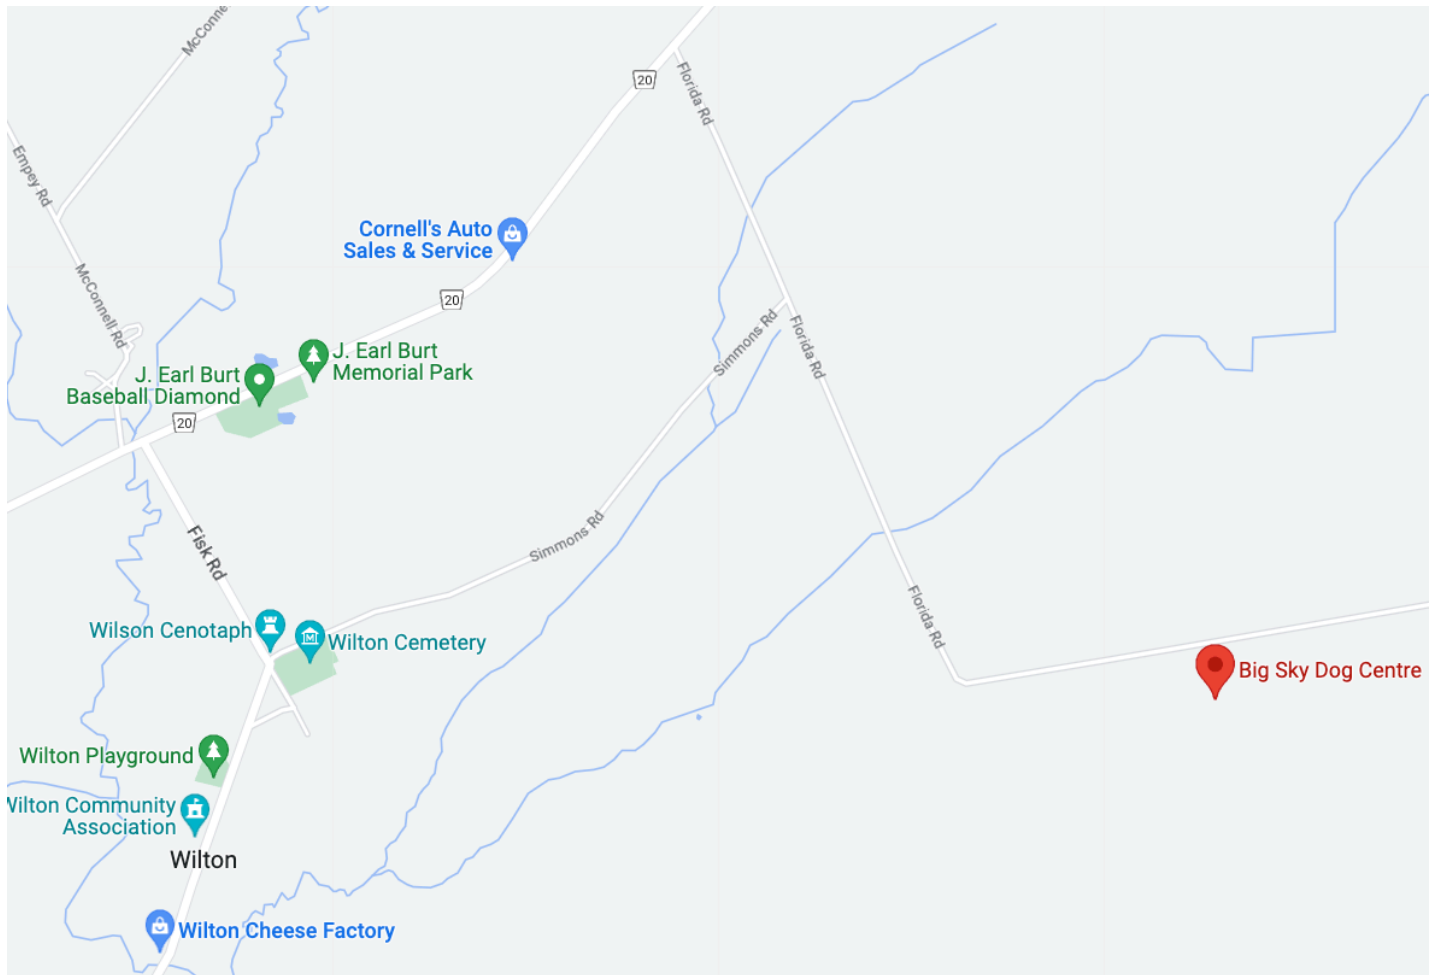 McConne
20
Florida Rd
Empey Rd
Cornell's Auto
Sales & Service
McConnell Rd
20
Simmons Rd
Florida Rd
J. Earl Burt
Memorial Park
J. Earl Burt
Baseball Diamond
20
Fisk Rd
Simmons Rd
Florida Rd
Wilson Cenotaph
Wilton Cemetery
Big Sky Dog Centre
Wilton Playground
Wilton Community
Association
Wilton
Wilton Cheese Factory